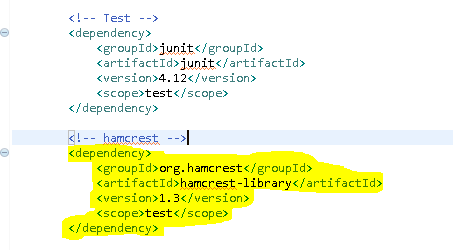 <!-- Test -->
<dependency>
<groupId>junit</groupId>
<artifactId>junit</artifactId>
<version>4.12</version>
<scope>test</scope>
</dependency>
<!-- hamcrest -->
<dependency>
<groupId>org.hamcrest</groupId>
<artifactId>hamcrest-library</artifactId>
<version>1.3</version>
<scope>test</scope>
</dependency>